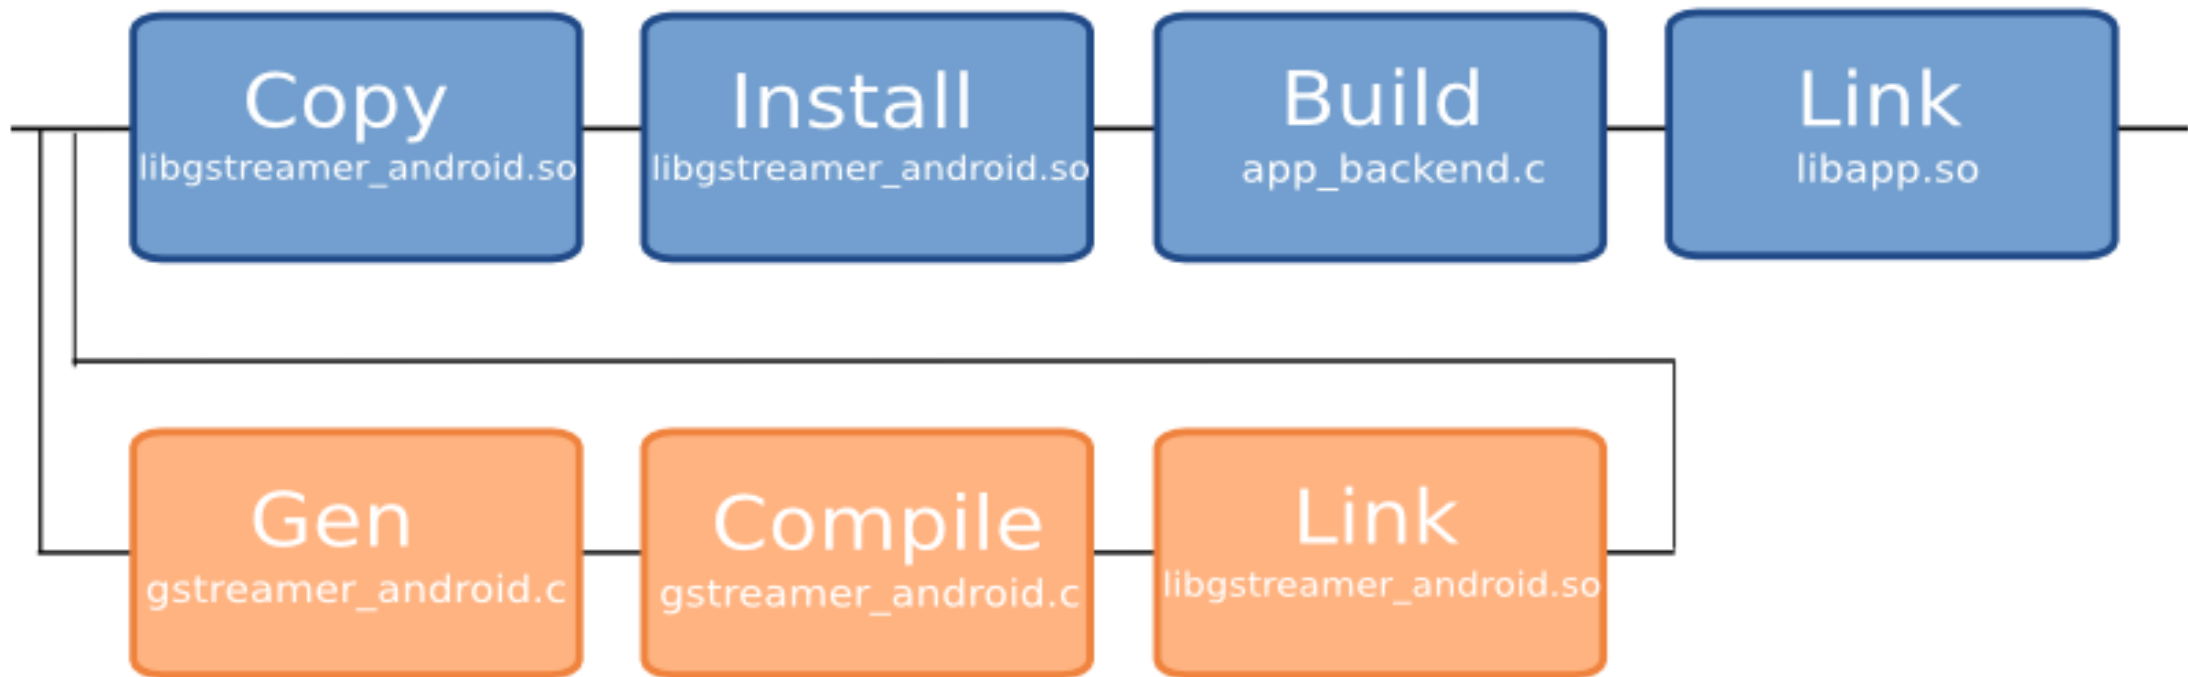 Copy
libgstreamer_android.so
Install
libgstreamer_android.so
Build
app_backend.c
Link
libapp.so
Gen
gstreamer_android.c
Compile
gstreamer_android.c
Link
libgstreamer_android.so